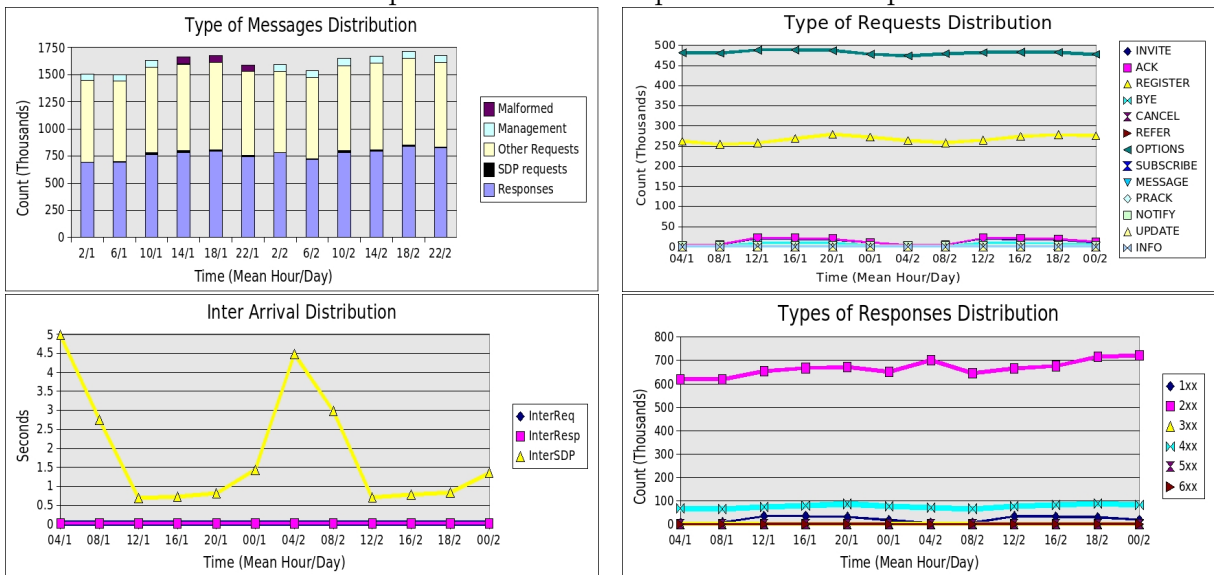 Type of Messages Distribution
1750
1500
1250
1000
750
500
250
0
Count (Thousands)
2/1 6/1 10/1 14/1 18/1 22/1 2/2 6/2 10/2 14/2 18/2 22/2
Time (Mean Hour/Day)
Malformed
Management
Other Requests
SDP requests
Responses
Type of Requests Distribution
500
450
400
350
300
250
200
150
100
50
0
Count (Thousands)
04/1 08/1 12/1 16/1 20/1 00/1 04/2 08/2 12/2 16/2 20/2 00/2
Time (Mean Hour/Day)
INVITE
ACK
REGISTER
BYE
CANCEL
REFER
OPTIONS
SUBSCRIBE
MESSAGE
PRACK
NOTIFY
UPDATE
INFO
Inter Arrival Distribution
5
4.5
4
3.5
3
2.5
2
1.5
1
0.5
0
Seconds
04/1 08/1 12/1 16/1 20/1 00/1 04/2 08/2 12/2 16/2 18/2 00/2
Time (Mean Hour/Day)
InterReq
InterResp
InterSDP
Types of Responses Distribution
800
700
600
500
400
300
200
100
0
Count (Thousands)
04/1 08/1 12/1 16/1 20/1 00/1 04/2 08/2 12/2 16/2 18/2 00/2
Time (Mean Hour/Day)
1xx
2xx
3xx
4xx
5xx
6xx